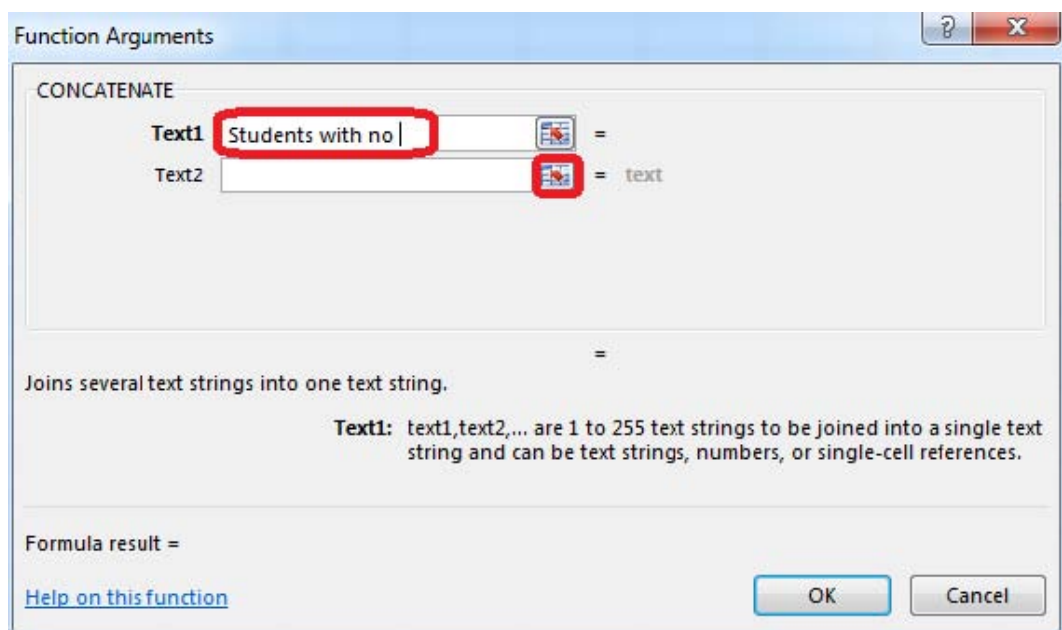 Function Arguments
? X
CONCATENATE
Text1 Students with no =
Text2 = text
=
Joins several text strings into one text string.
Text1: text1,text2,... are 1 to 255 text strings to be joined into a single text
string and can be text strings, numbers, or single-cell references.
Formula result =
Help on this function
OK Cancel